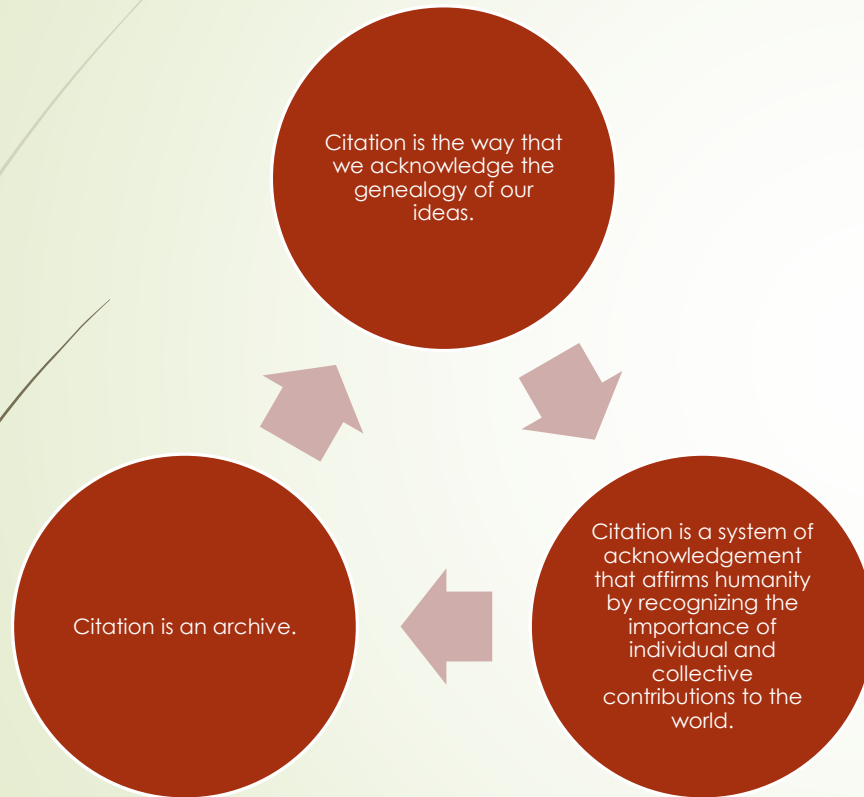 Citation is the way that
we acknowledge the
genealogy of our
ideas.
Citation is a system of
acknowledgement
that affirms humanity
by recognizing the
importance of
individual and
collective
contributions to the
world.
Citation is an archive.